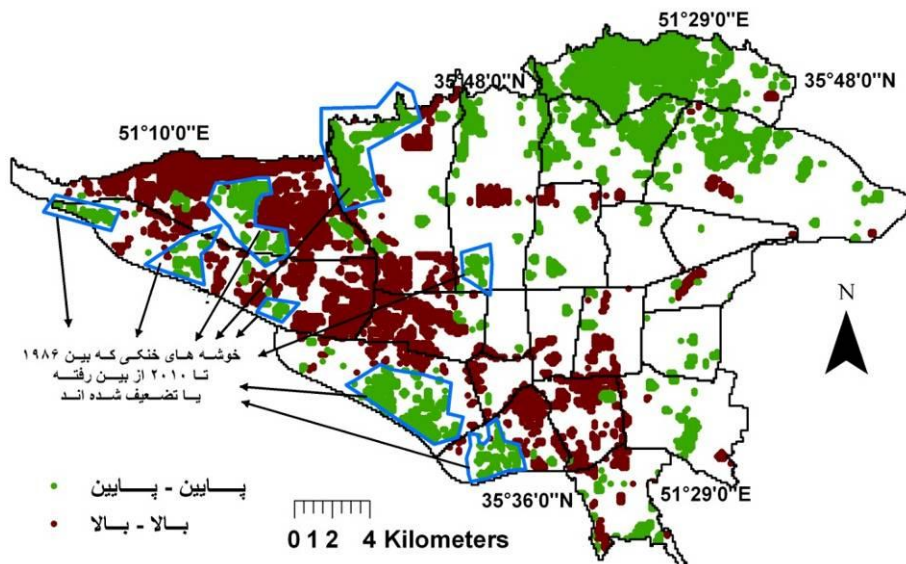 51°29'0"E
35°48'0"N
35°48'0"N
51°10'0"E
N
خوشه های خنکی که بین ۱۹۸۶
تا ۲۰۱۰ از بین رفته
یا تضعیف شده اند
35°36'0"N
51°29'0"E
پایین - پایین
بالا - بالا
0 1 2 4 Kilometers